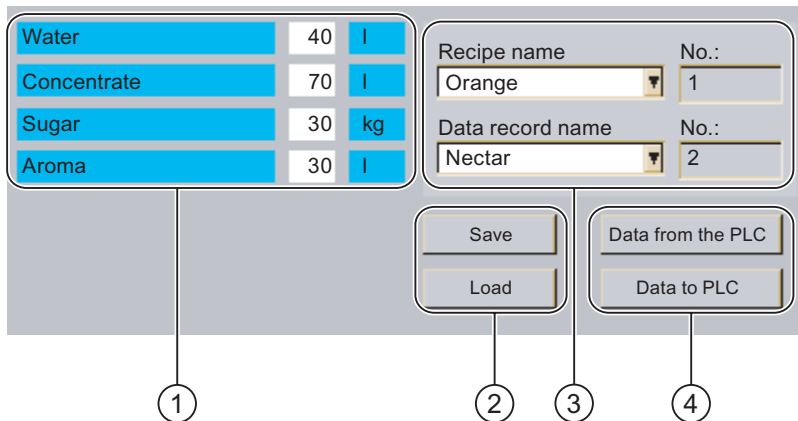 Water 40 l
Concentrate 70 l
Sugar 30 kg
Aroma 30 l
Recipe name No.:
Orange 1
Data record name No.:
Nectar 2
Save Data from the PLC
Load Data to PLC
1 2 3 4